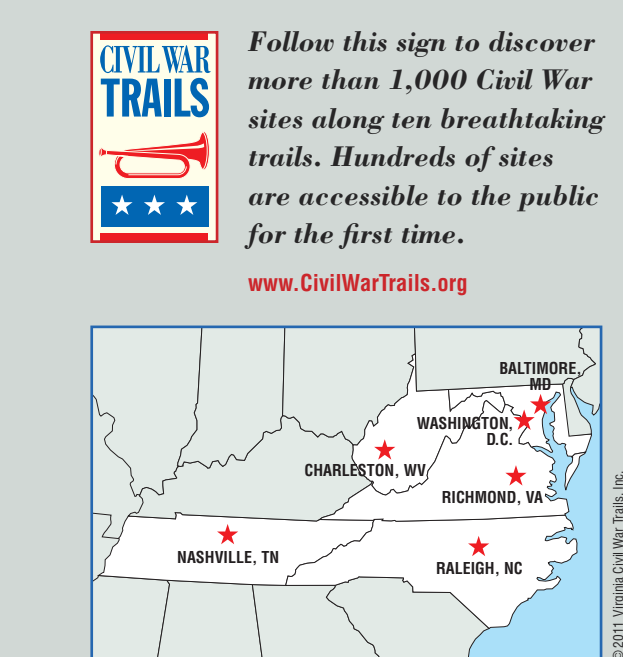 CIVIL WAR
TRAILS
Follow this sign to discover
more than 1,000 Civil War
sites along ten breathtaking
trails. Hundreds of sites
are accessible to the public
for the first time.
www.CivilWarTrails.org
BALTIMORE,
MD
WASHINGTON,
D.C.
CHARLESTON, WV
RICHMOND, VA
NASHVILLE, TN
RALEIGH, NC
©2011 Virginia Civil War Trails, Inc.